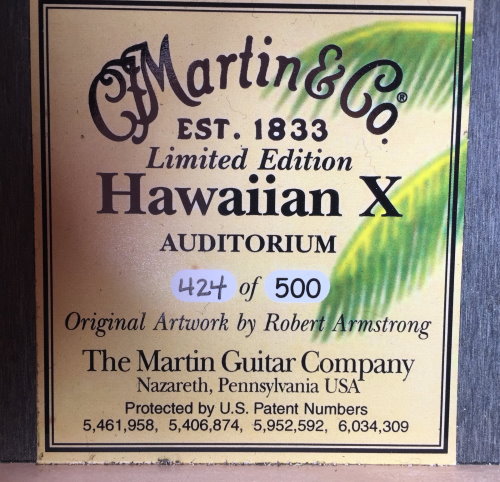 CFMartin & Co.®
EST. 1833
Limited Edition
Hawaiian X
AUDITORIUM
424 of 500
Original Artwork by Robert Armstrong
The Martin Guitar Company
Nazareth, Pennsylvania USA
Protected by U.S. Patent Numbers
5,461,958, 5,406,874, 5,952,592, 6,034,309